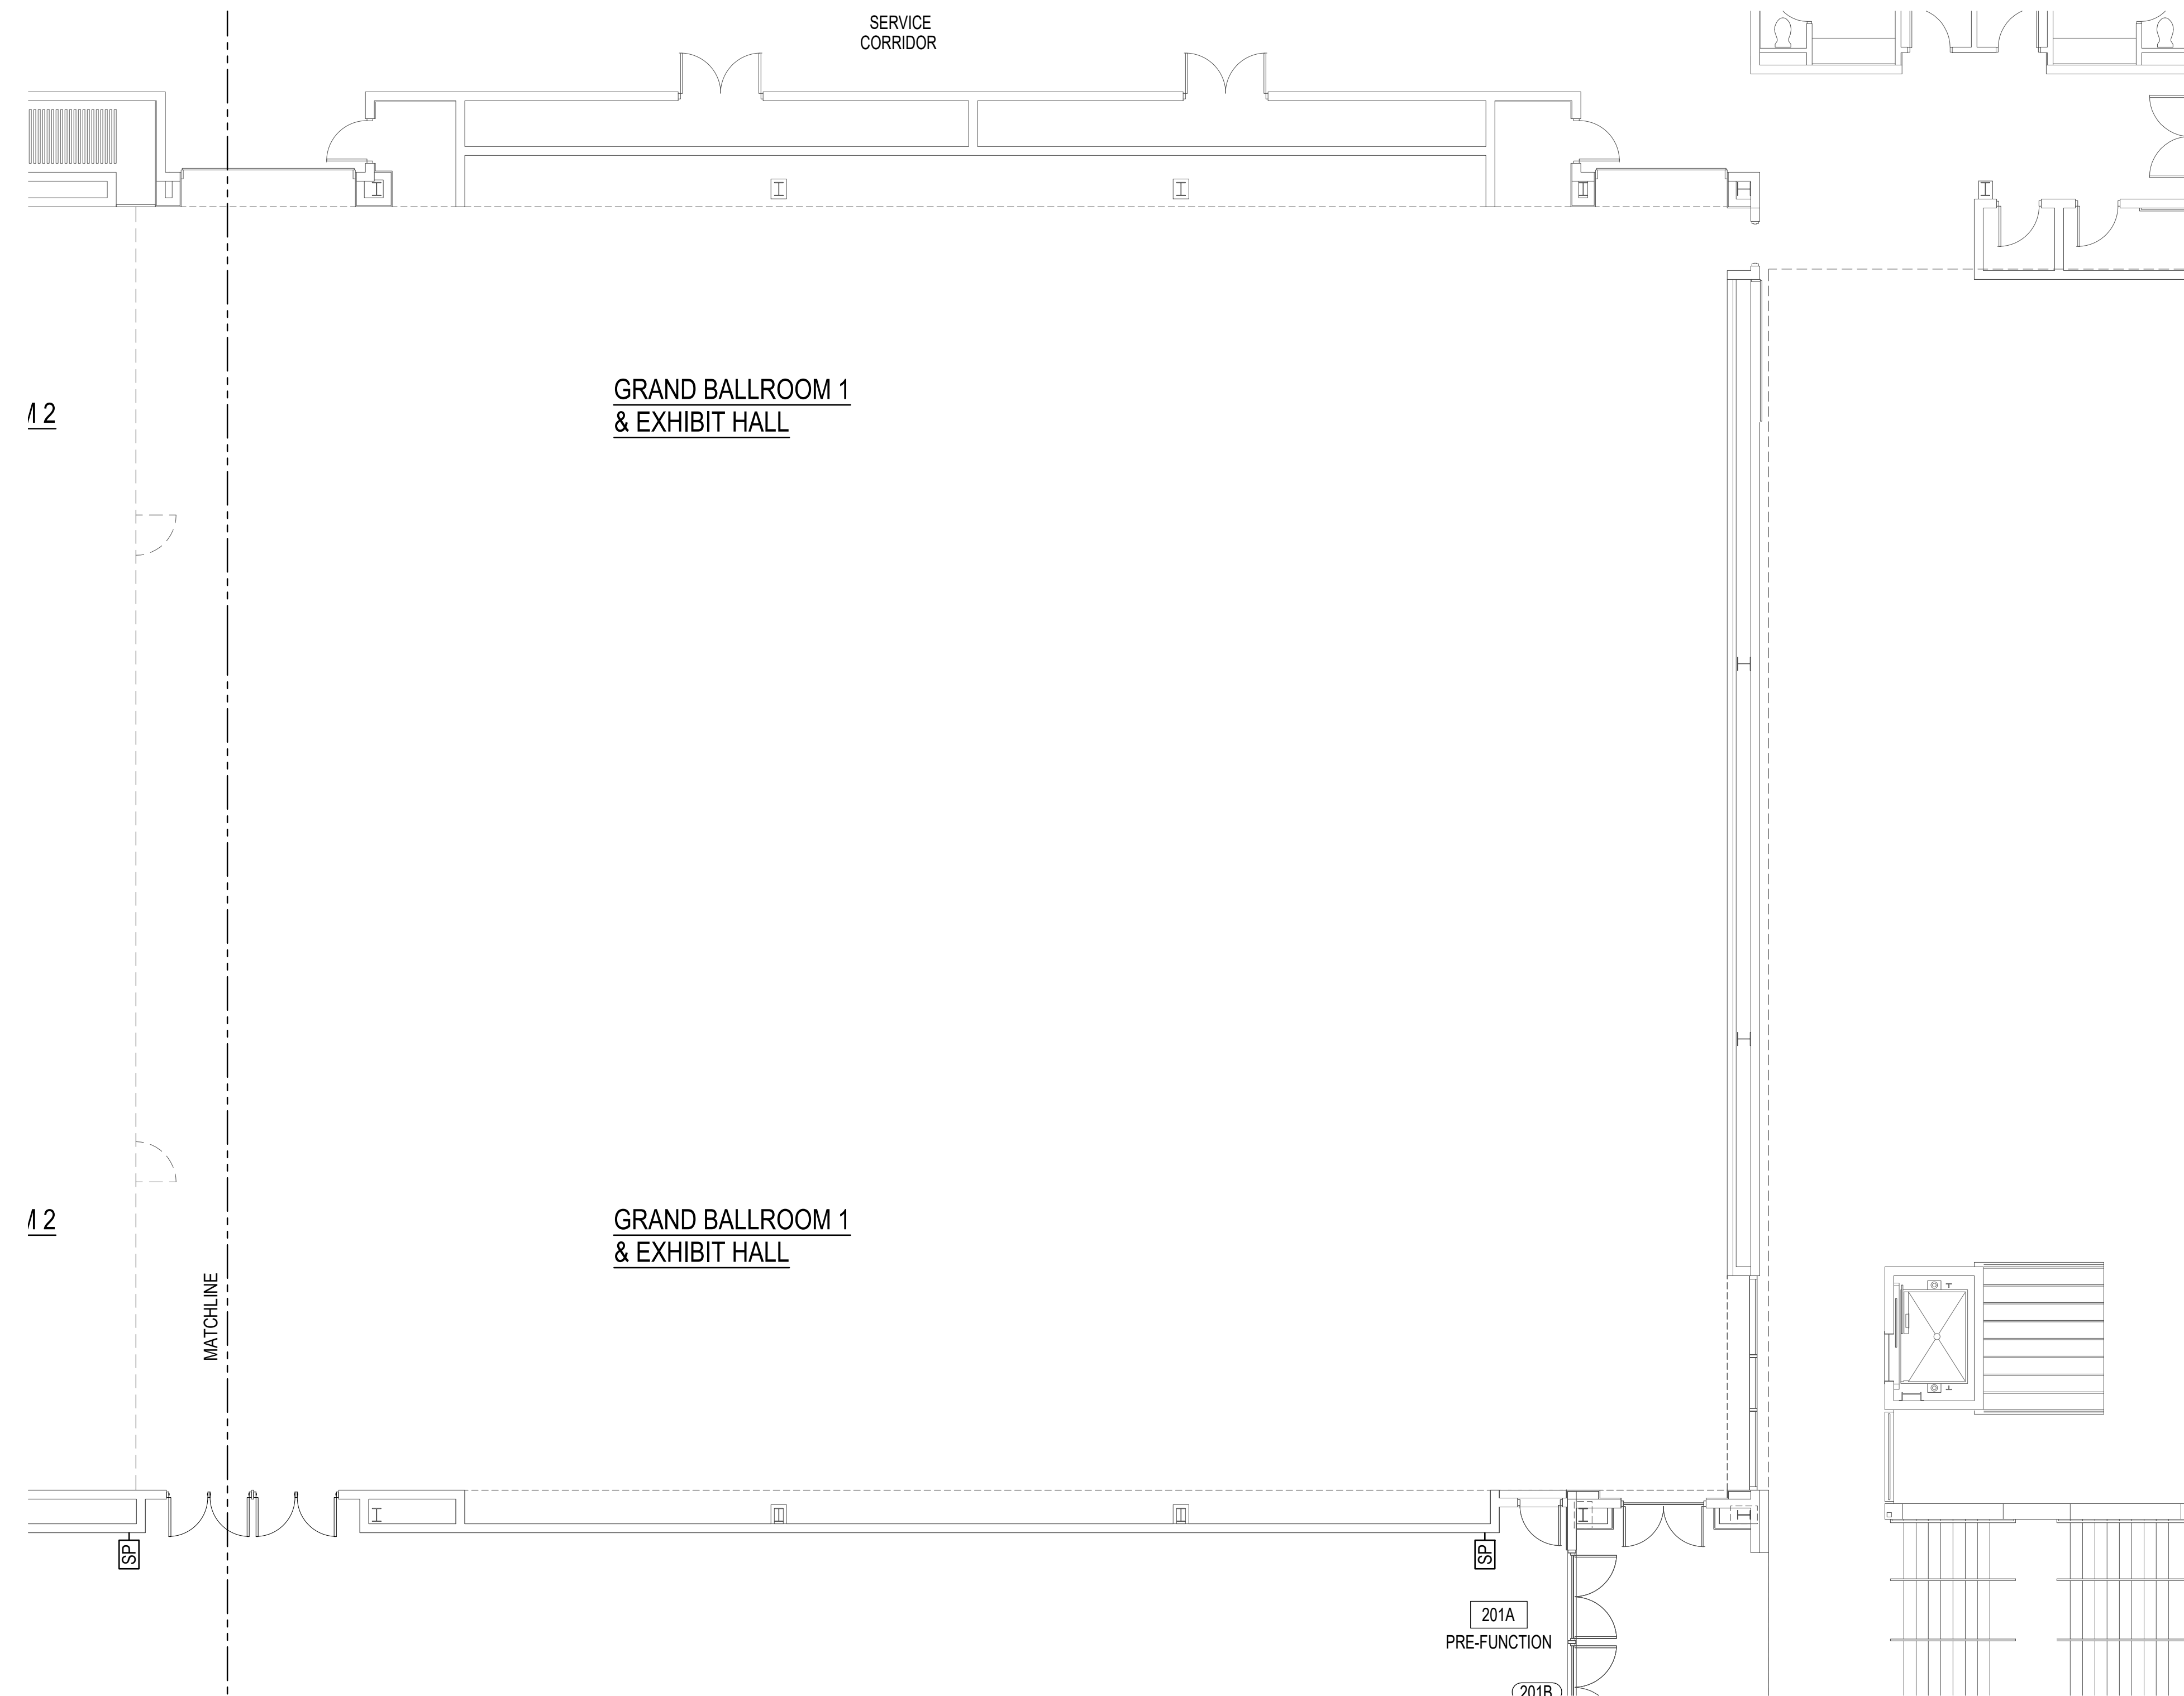 SERVICE
CORRIDOR
GRAND BALLROOM 1
& EXHIBIT HALL
M 2
GRAND BALLROOM 1
& EXHIBIT HALL
M 2
MATCHLINE
SP
SP
201A
PRE-FUNCTION
201B